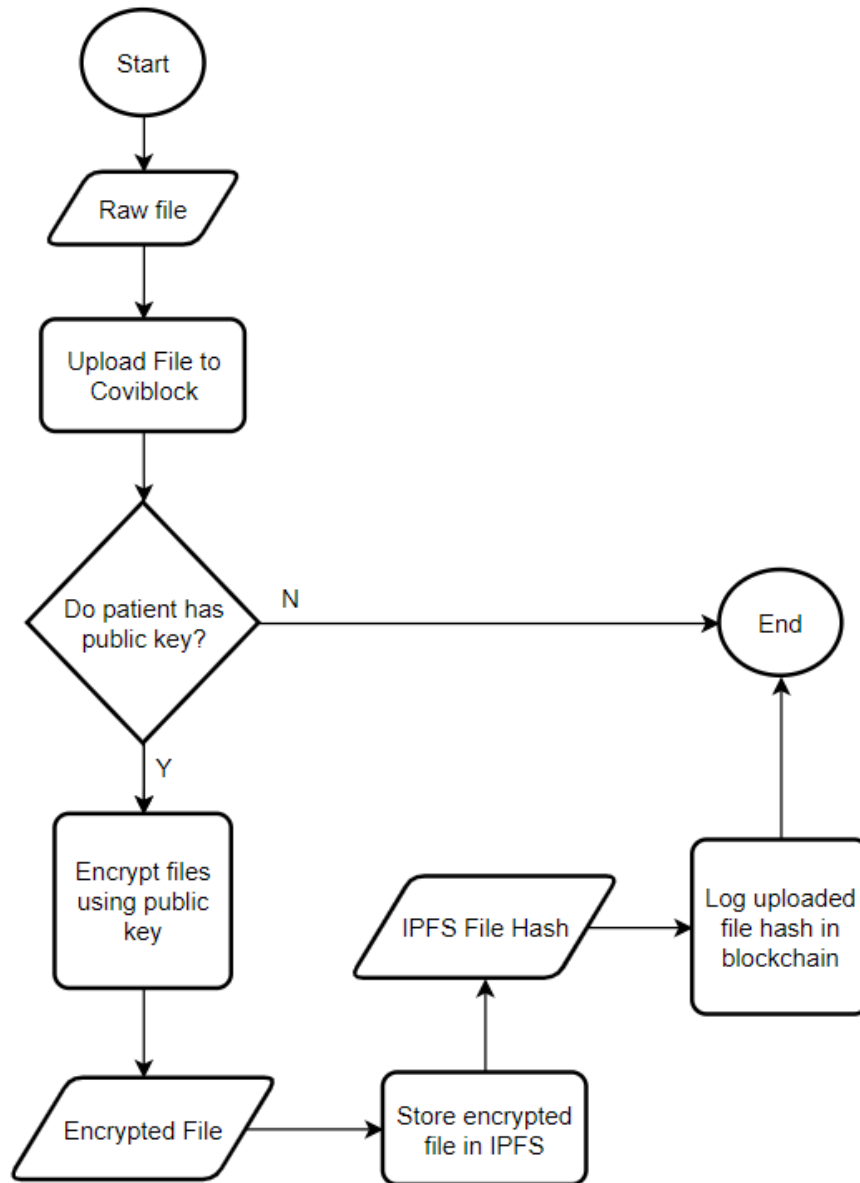 Start
Raw file
Upload File to
Coviblock
Do patient has
public key?
N
End
Y
Encrypt files
using public
key
Encrypted File
Store encrypted
file in IPFS
IPFS File Hash
Log uploaded
file hash in
blockchain